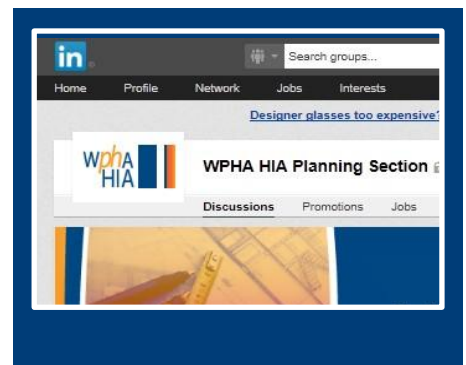 in
Search groups...
Home Profile Network Jobs Interests
Designer glasses too expensive?
WphA
HIA
WPHA HIA Planning Section
Discussions Promotions Jobs